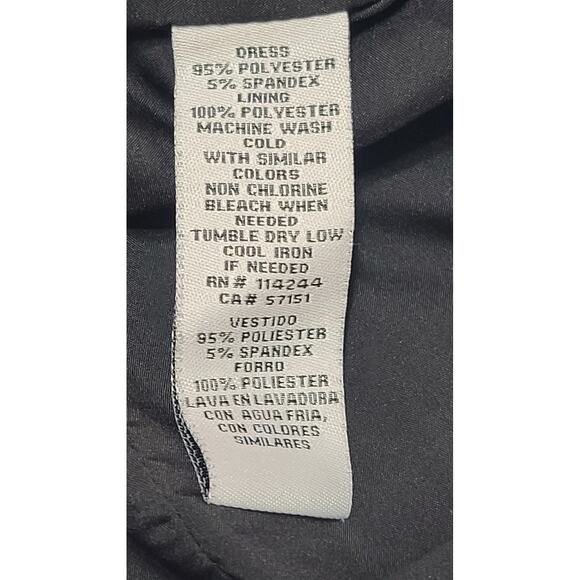 DRESS
95% POLYESTER
5% SPANDEX
LINING
100% POLYESTER
MACHINE WASH
COLD
WITH SIMILAR
COLORS
NON CHLORINE
BLEACH WHEN
NEEDED
TUMBLE DRY LOW
COOL IRON
IF NEEDED
RN# 114244
CA# 57151
VESTIDO
95% POLIESTER
5% SPANDEX
FORRO
100% POLIESTER
LAVA EN LAVADORA
CON AGUA FRIA,
CON COLORES
SIMILARES